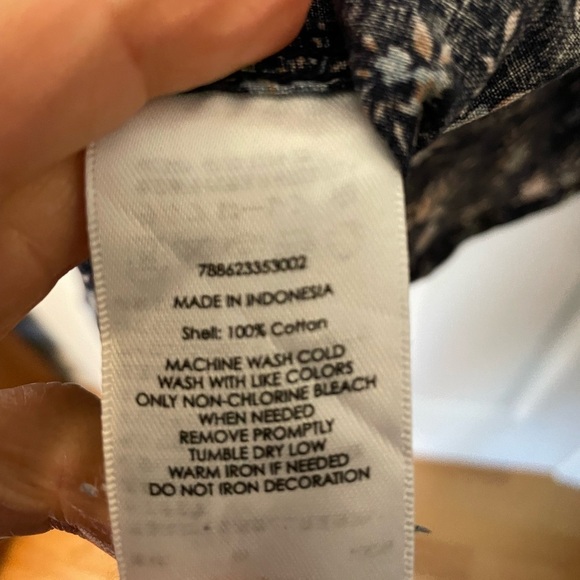 788623353002
MADE IN INDONESIA
Shell: 100% Cotton
MACHINE WASH COLD
WASH WITH LIKE COLORS
ONLY NON-CHLORINE BLEACH
WHEN NEEDED
REMOVE PROMPTLY
TUMBLE DRY LOW
WARM IRON IF NEEDED
DO NOT IRON DECORATION